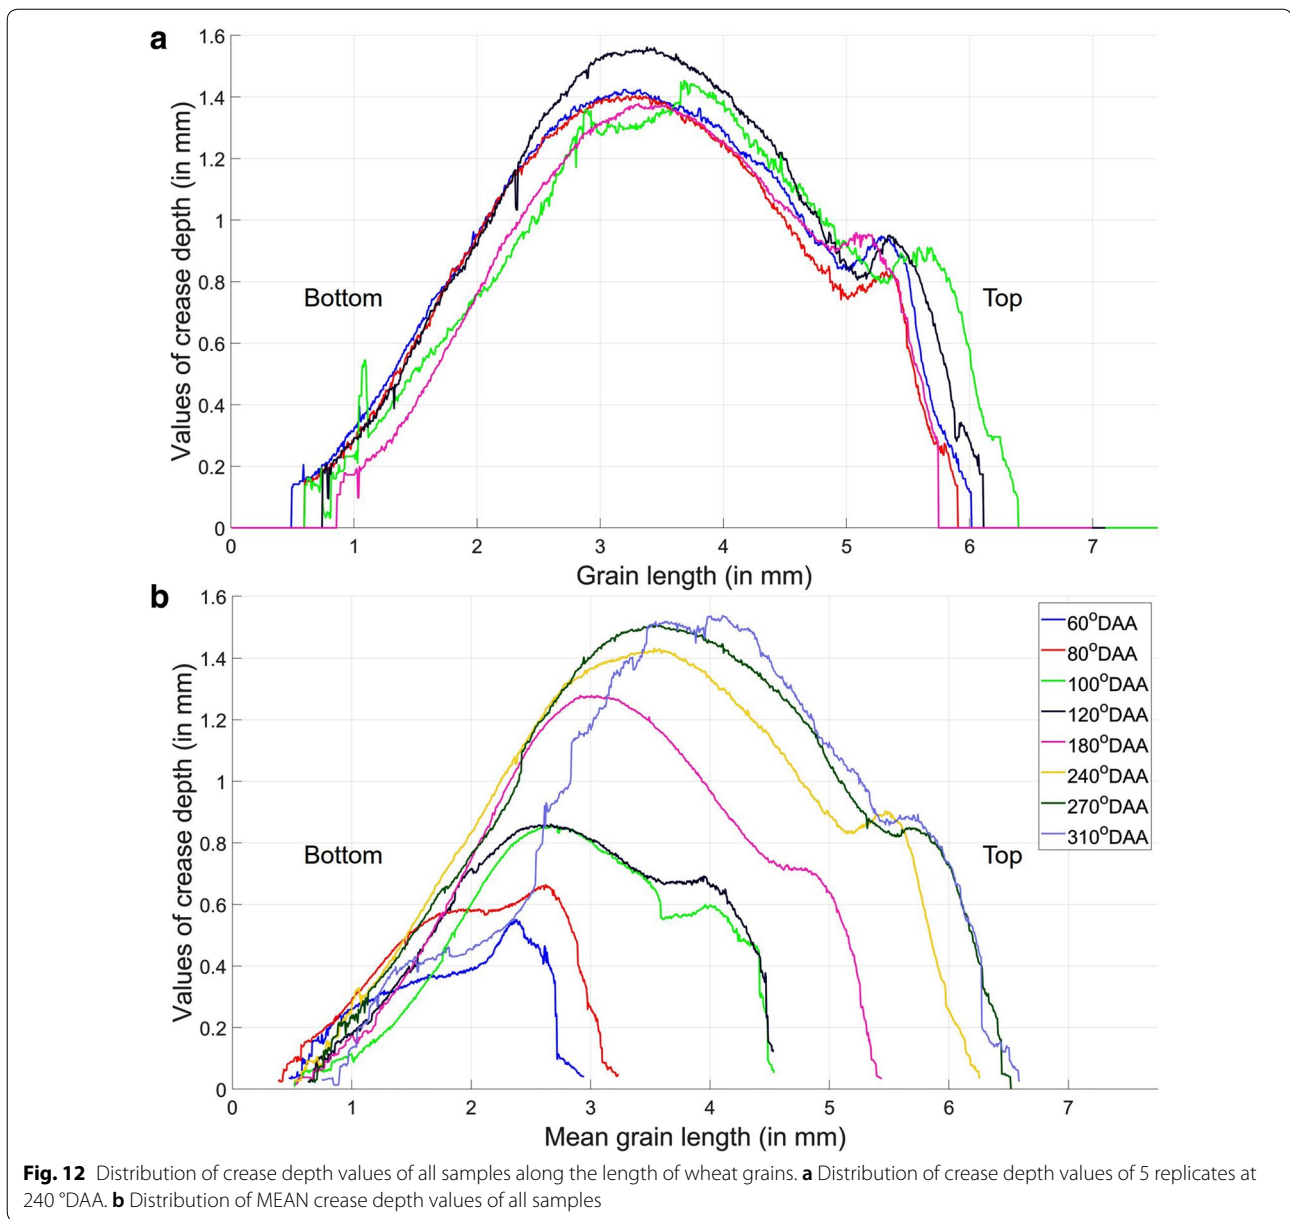 a
1.6
1.4
1.2
1
0.8
0.6
0.4
0.2
0
Values of crease depth (in mm)
Bottom
Top
0 1 2 3 4 5 6 7
Grain length (in mm)
b
1.6
1.4
1.2
1
0.8
0.6
0.4
0.2
0
Values of crease depth (in mm)
60°DAA
80°DAA
100°DAA
120°DAA
180°DAA
240°DAA
270°DAA
310°DAA
Bottom
Top
0 1 2 3 4 5 6 7
Mean grain length (in mm)
Fig. 12 Distribution of crease depth values of all samples along the length of wheat grains. a Distribution of crease depth values of 5 replicates at
240 °DAA. b Distribution of MEAN crease depth values of all samples